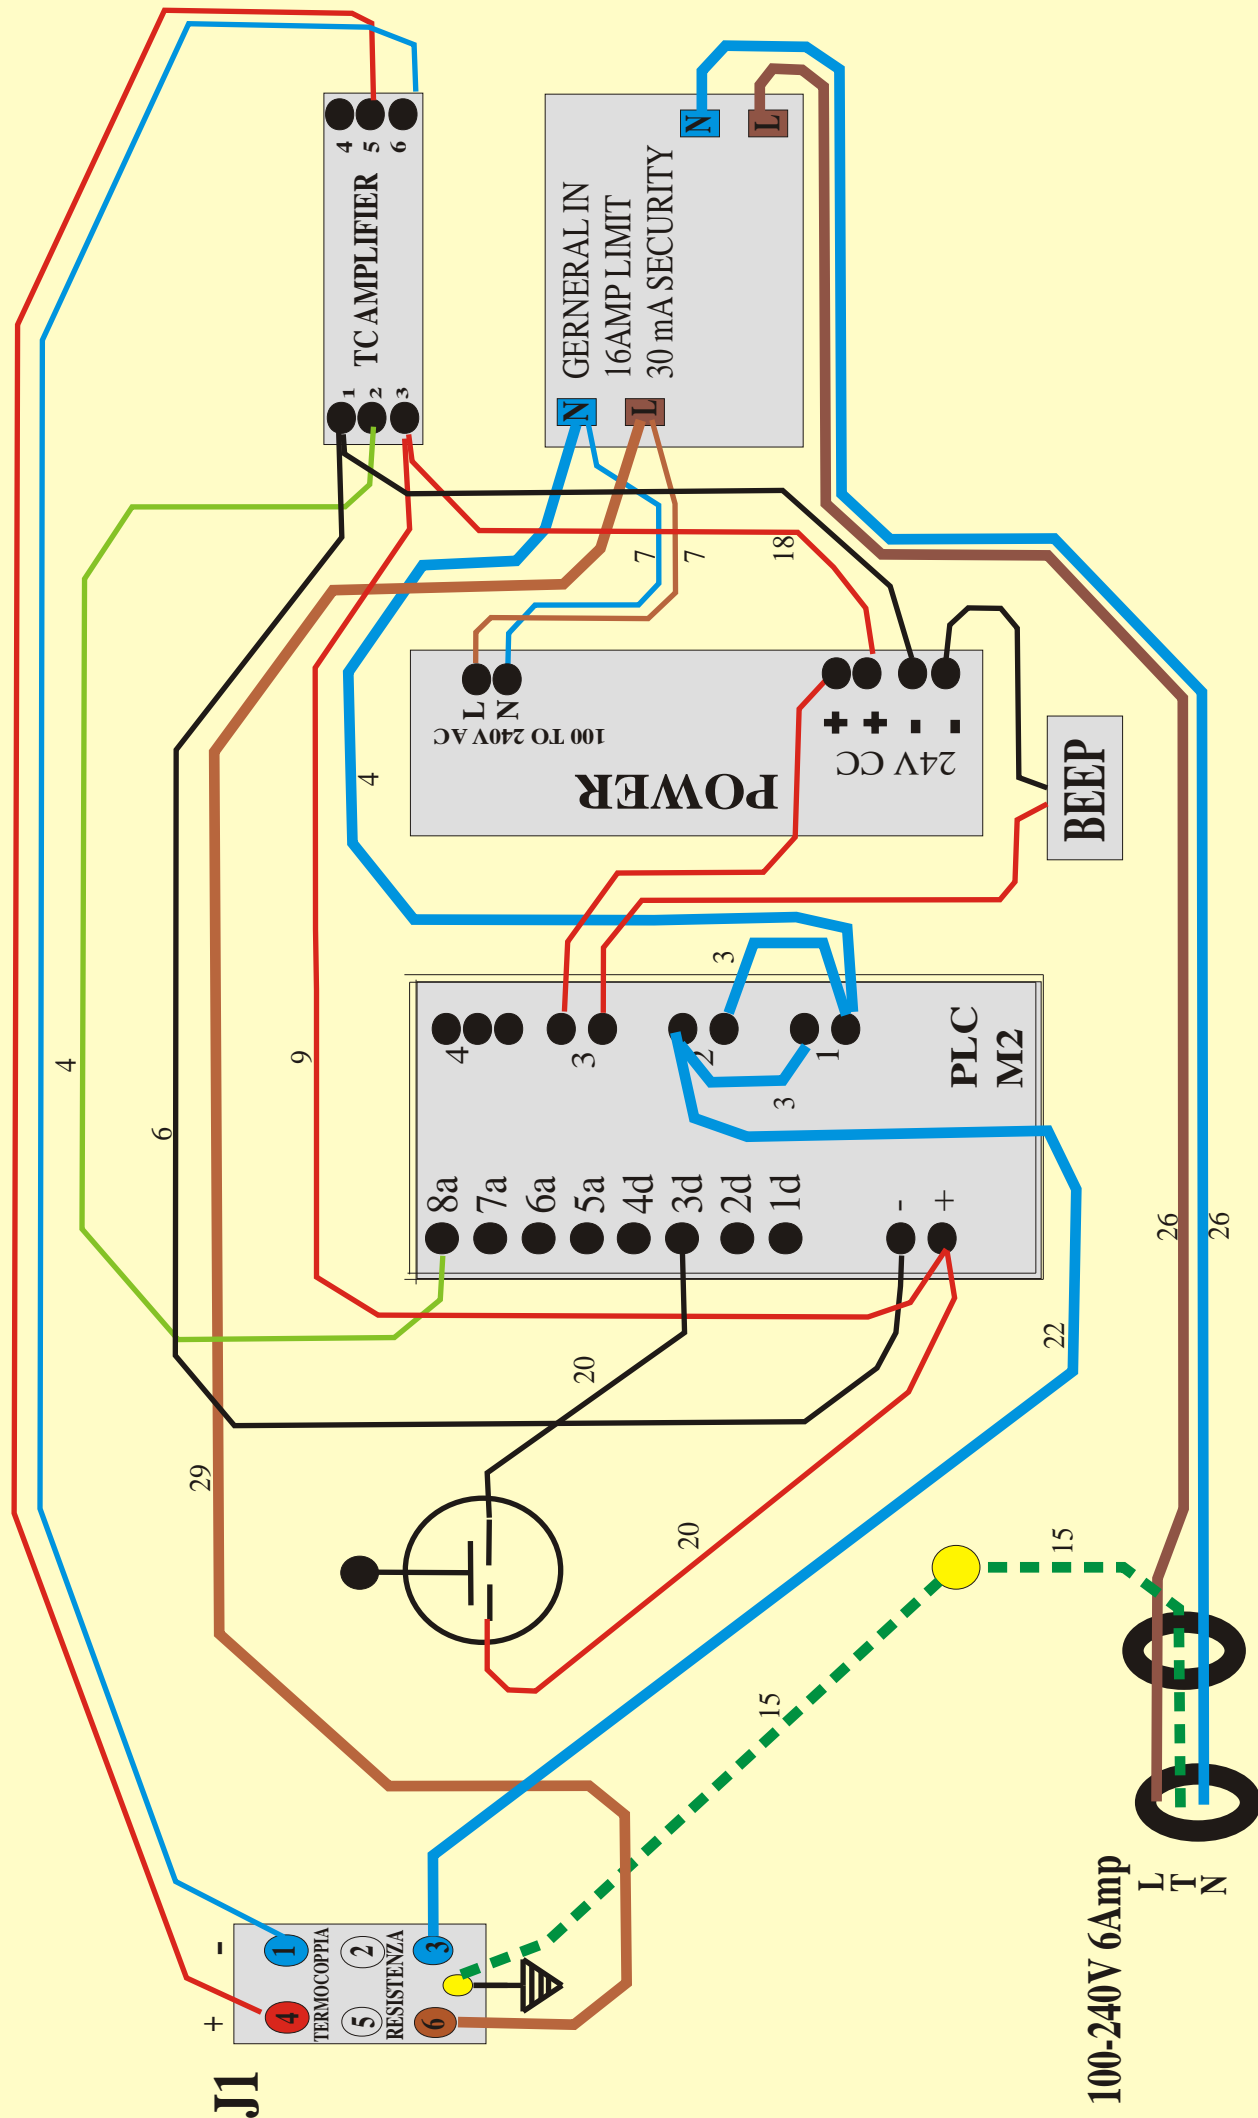 4
5
6
TC AMPLIFIER
1
2
3
N
L
GERNERAL IN
16AMP LIMIT
30 mA SECURITY
N
L
7
7
18
L
N
100 TO 240V AC
POWER
+
+
-
-
24V CC
BEEP
4
3
3
4
3
2
1
PLC
M2
8a
7a
6a
5a
4d
3d
2d
1d
-
+
4
9
6
26
26
22
20
29
20
15
15
J1
+
-
4
1
TERMOCOPPIA
5
2
RESISTENZA
6
3
100-240V 6Amp
L
T
N